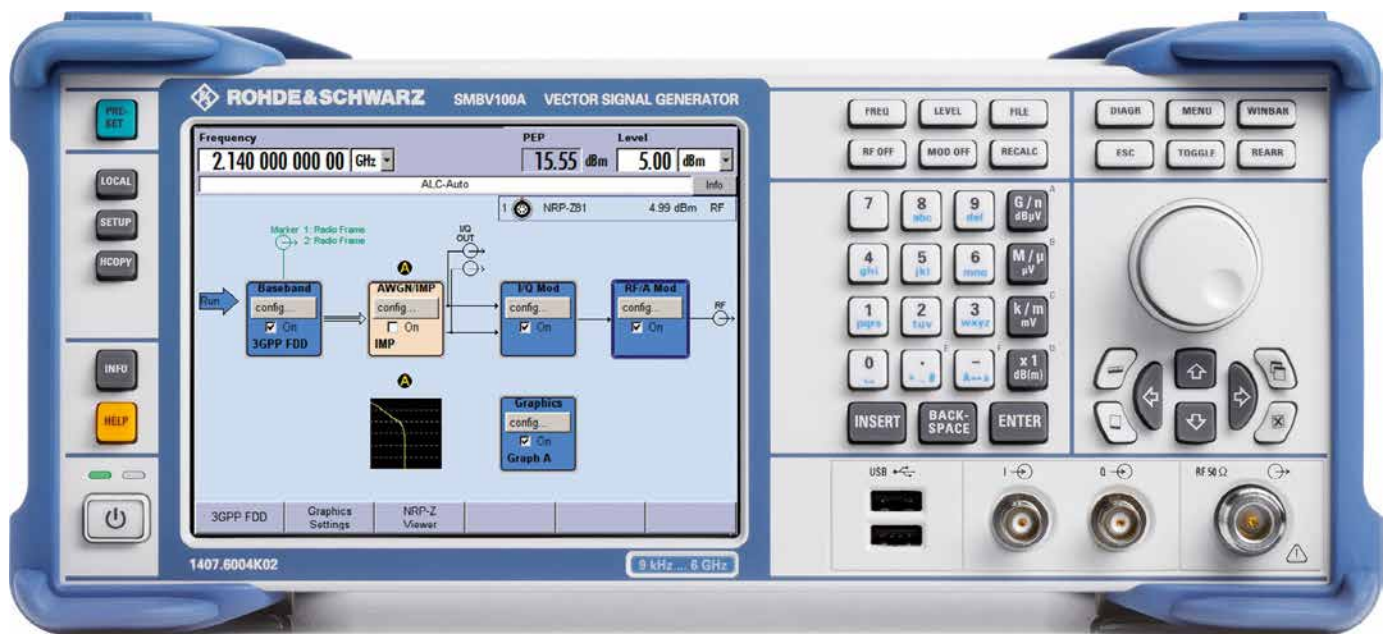 ROHDE&SCHWARZ SMBV100A VECTOR SIGNAL GENERATOR
PRE-
SET
LOCAL
SETUP
HCOPY
INFO
HELP
Frequency PEP Level
2.140 000 000 00 GHz 15.55 dBm 5.00 dBm
ALC-Auto Info
1 NRP-Z81 4.99 dBm RF
Marker 1: Radio Frame
2: Radio Frame
I/Q
OUT
A
Run
Baseband AWGN/IMP I/Q Mod RF/A Mod
config... config... config... config...
On On On On
3GPP FDD IMP
RF
A
Graphics
config...
On
Graph A
3GPP FDD Graphics Settings NRP-Z Viewer
1407.6004K02 9 kHz ... 6 GHz
FREQ LEVEL FILE
RF OFF MOD OFF RECALC
DIAGR MENU WINBAR
ESC TOGGLE REARR
7 8 abc 9 def G/n dBµV A
4 ghi 5 jkl 6 mno M/µ µV B
1 pqrs 2 tuv 3 wxyz k/m mV C
0 . - x1 dB(m)
E F D
INSERT BACK-SPACE ENTER
USB I Q RF 50 Ω